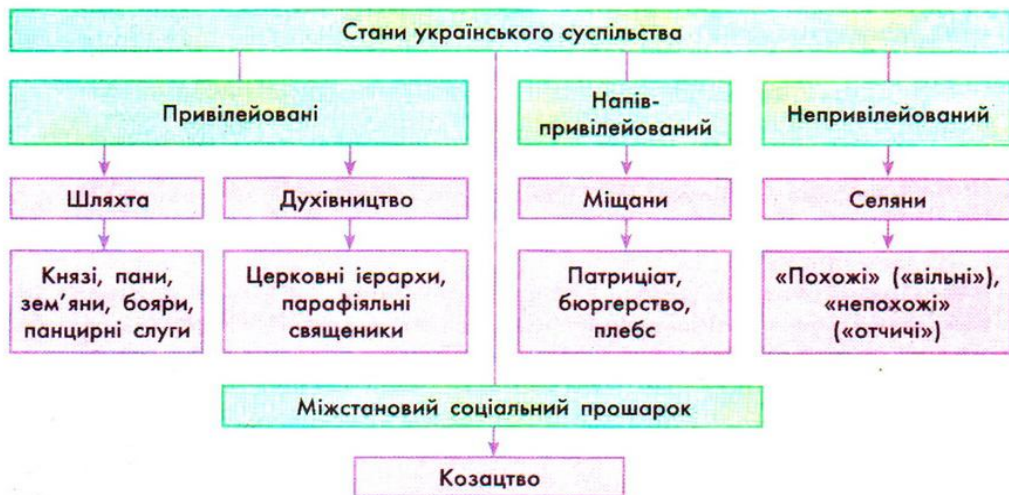 Стани українського суспільства
Привілейовані
Напів-
привілейований
Непривілейований
Шляхта
Духівництво
Міщани
Селяни
Князі, пани,
зем’яни, бояри,
панцирні слуги
Церковні ієрархи,
парафіяльні
священики
Патриціат,
бюргерство,
плебс
«Похожі» («вільні»),
«непохожі»
(«отчичі»)
Міжстановий соціальний прошарок
Козацтво